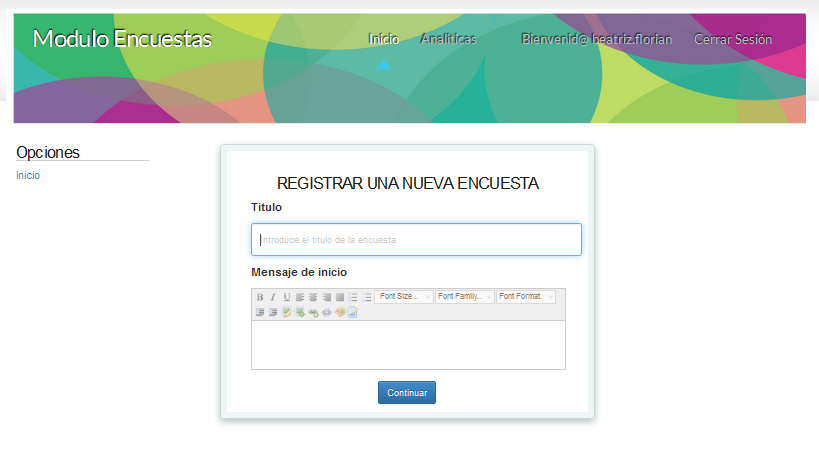 Modulo Encuestas
Inicio
Analiticas
Bienvenid@ beatriz.florian
Cerrar Sesión
Opciones
Inicio
REGISTRAR UNA NUEVA ENCUESTA
Titulo
Introduce el titulo de la encuesta
Mensaje de inicio
B I U Font Size... Font Family... Font Format.
Continuar